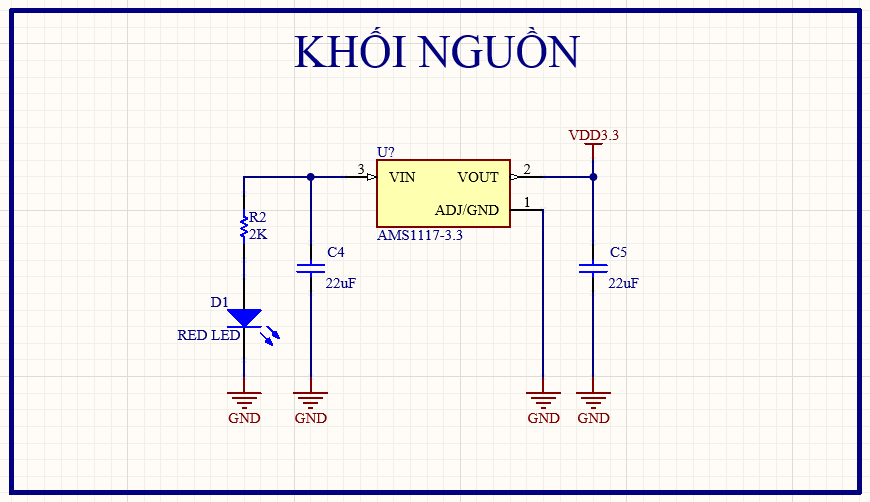 KHỐI NGUỒN
VDD3.3
U?
3
VIN
VOUT
2
ADJ/GND
1
AMS1117-3.3
R2
2K
C4
22uF
C5
22uF
D1
RED LED
GND
GND
GND
GND